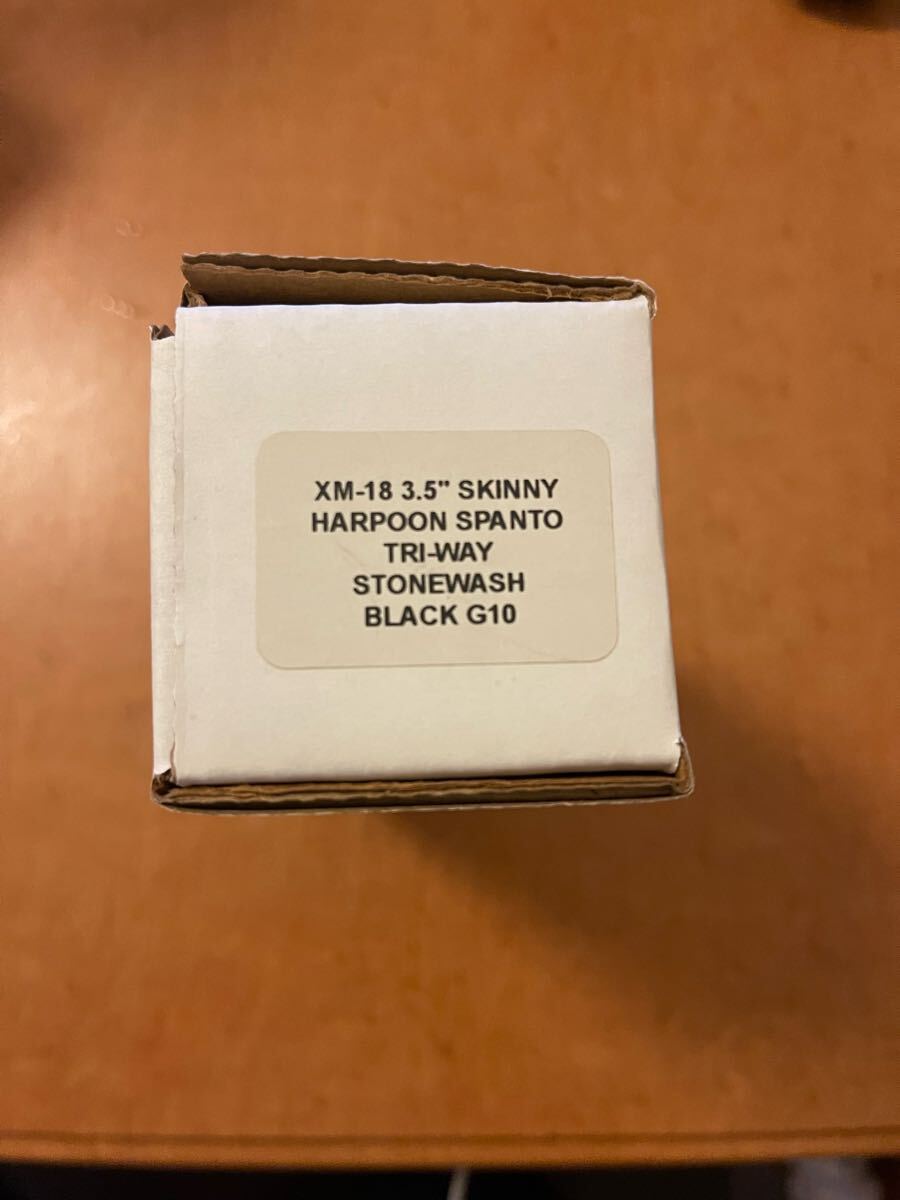 XM-18 3.5" SKINNY
HARPOON SPANTO
TRI-WAY
STONEWASH
BLACK G10